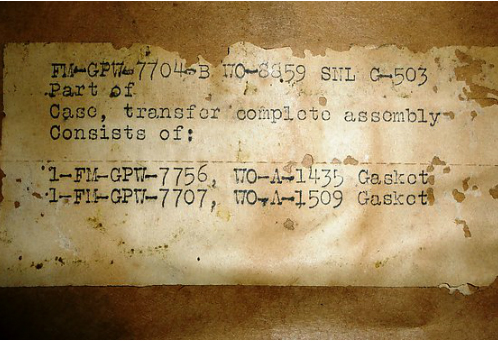 FM-GPW-7704-B WO-8859 SNL G-503
Part of
Case, transfer complete assembly
Consists of:
1-FM-GPW-7756, WO-A-1435 Gasket
1-FM-GPW-7707, WO-A-1509 Gasket